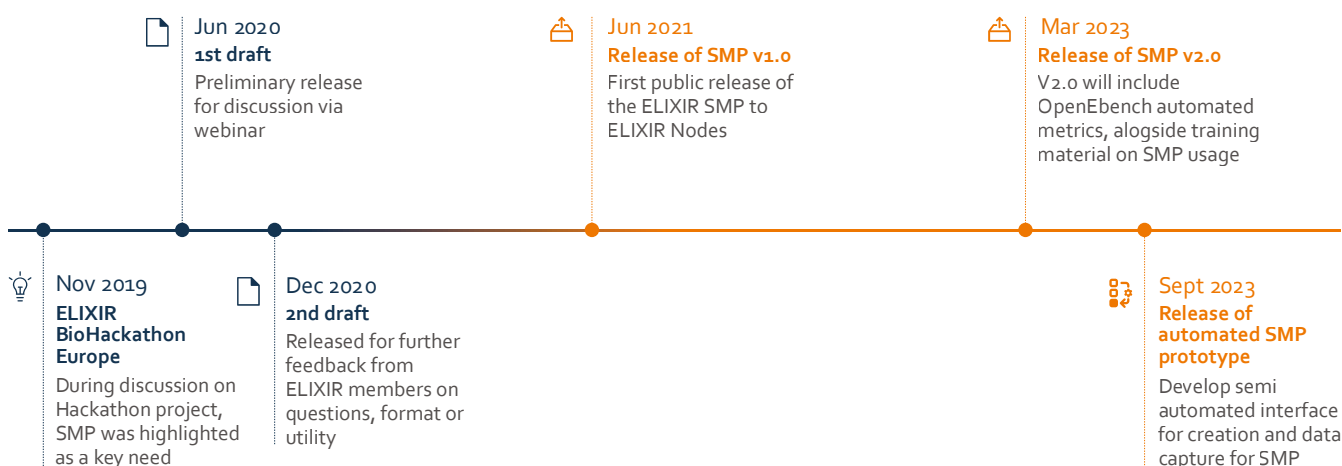 Jun 2020
1st draft
Preliminary release
for discussion via
webinar
Jun 2021
Release of SMP v1.0
First public release of
the ELIXIR SMP to
ELIXIR Nodes
Mar 2023
Release of SMP v2.0
V2.0 will include
OpenEbench automated
metrics, alogside training
material on SMP usage
Nov 2019
ELIXIR
BioHackathon
Europe
During discussion on
Hackathon project,
SMP was highlighted
as a key need
Dec 2020
2nd draft
Released for further
feedback from
ELIXIR members on
questions, format or
utility
Sept 2023
Release of
automated SMP
prototype
Develop semi
automated interface
for creation and data
capture for SMP